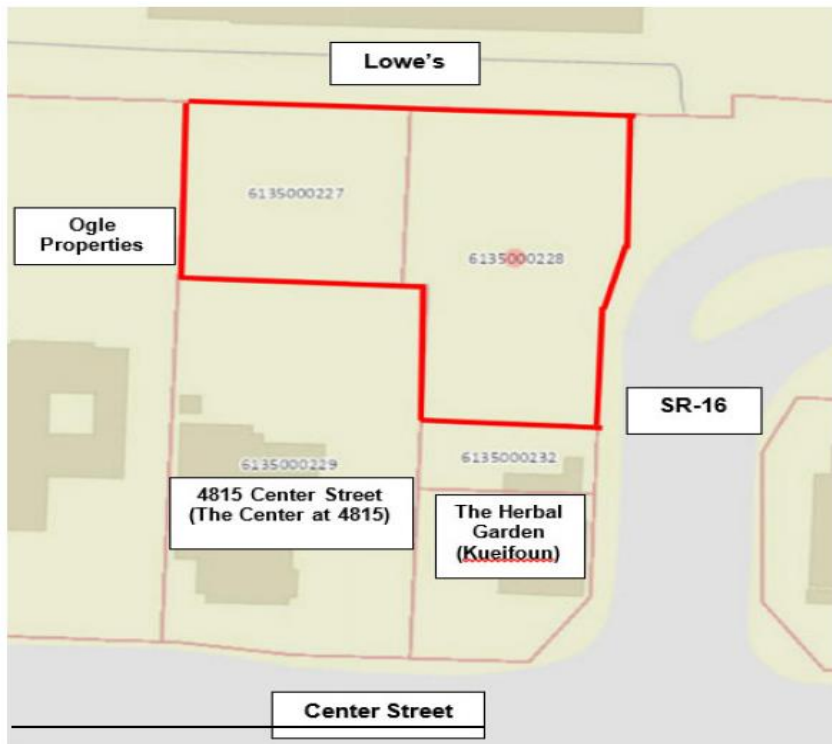 Lowe's
6135000227
Ogle
Properties
6135000228
SR-16
6135000229
6135000232
4815 Center Street
(The Center at 4815)
The Herbal
Garden
(Kueifoun)
Center Street